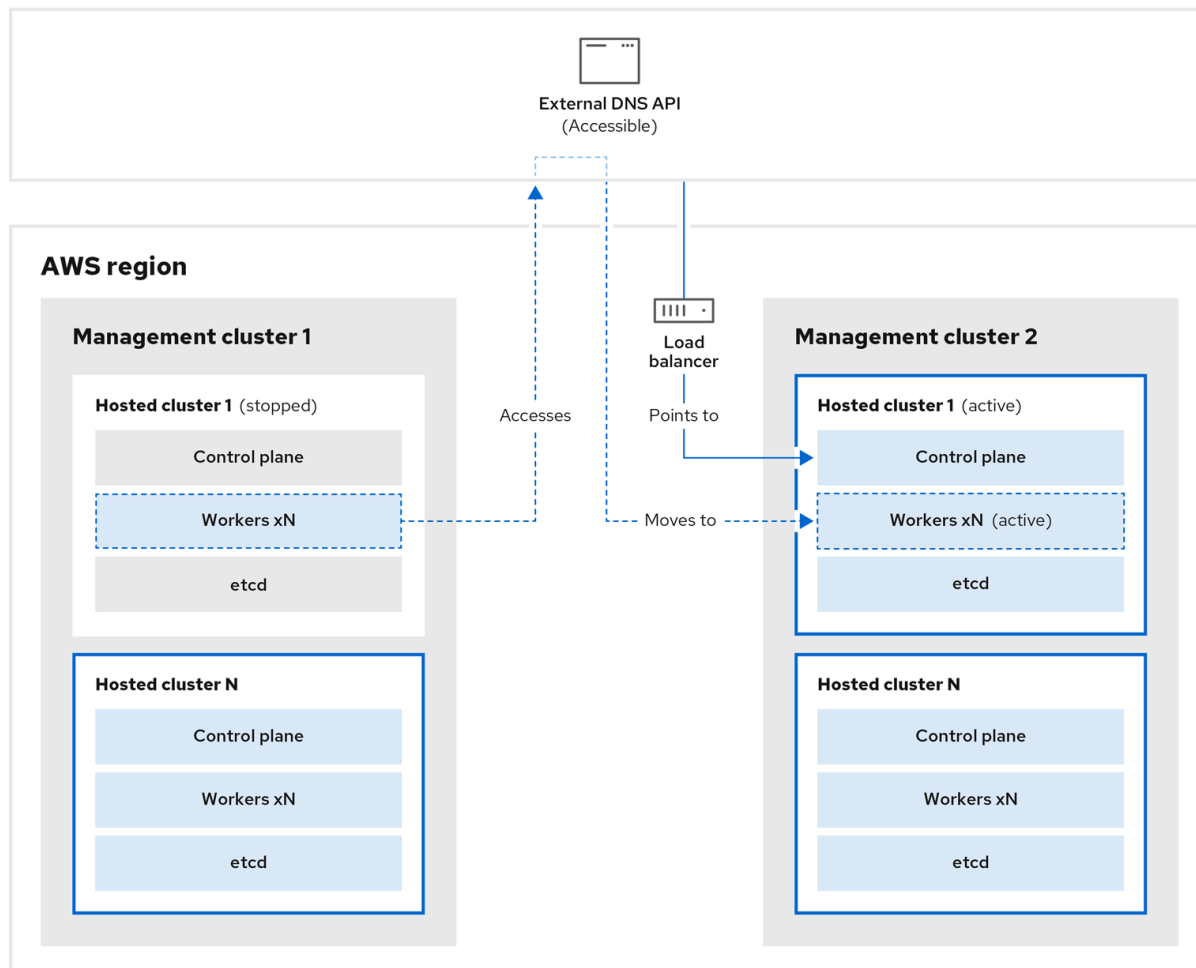 External DNS API
(Accessible)
AWS region
Management cluster 1
Hosted cluster 1 (stopped)
Control plane
Workers xN
etcd
Hosted cluster N
Control plane
Workers xN
etcd
Accesses
Load
balancer
Points to
Moves to
Management cluster 2
Hosted cluster 1 (active)
Control plane
Workers xN (active)
etcd
Hosted cluster N
Control plane
Workers xN
etcd